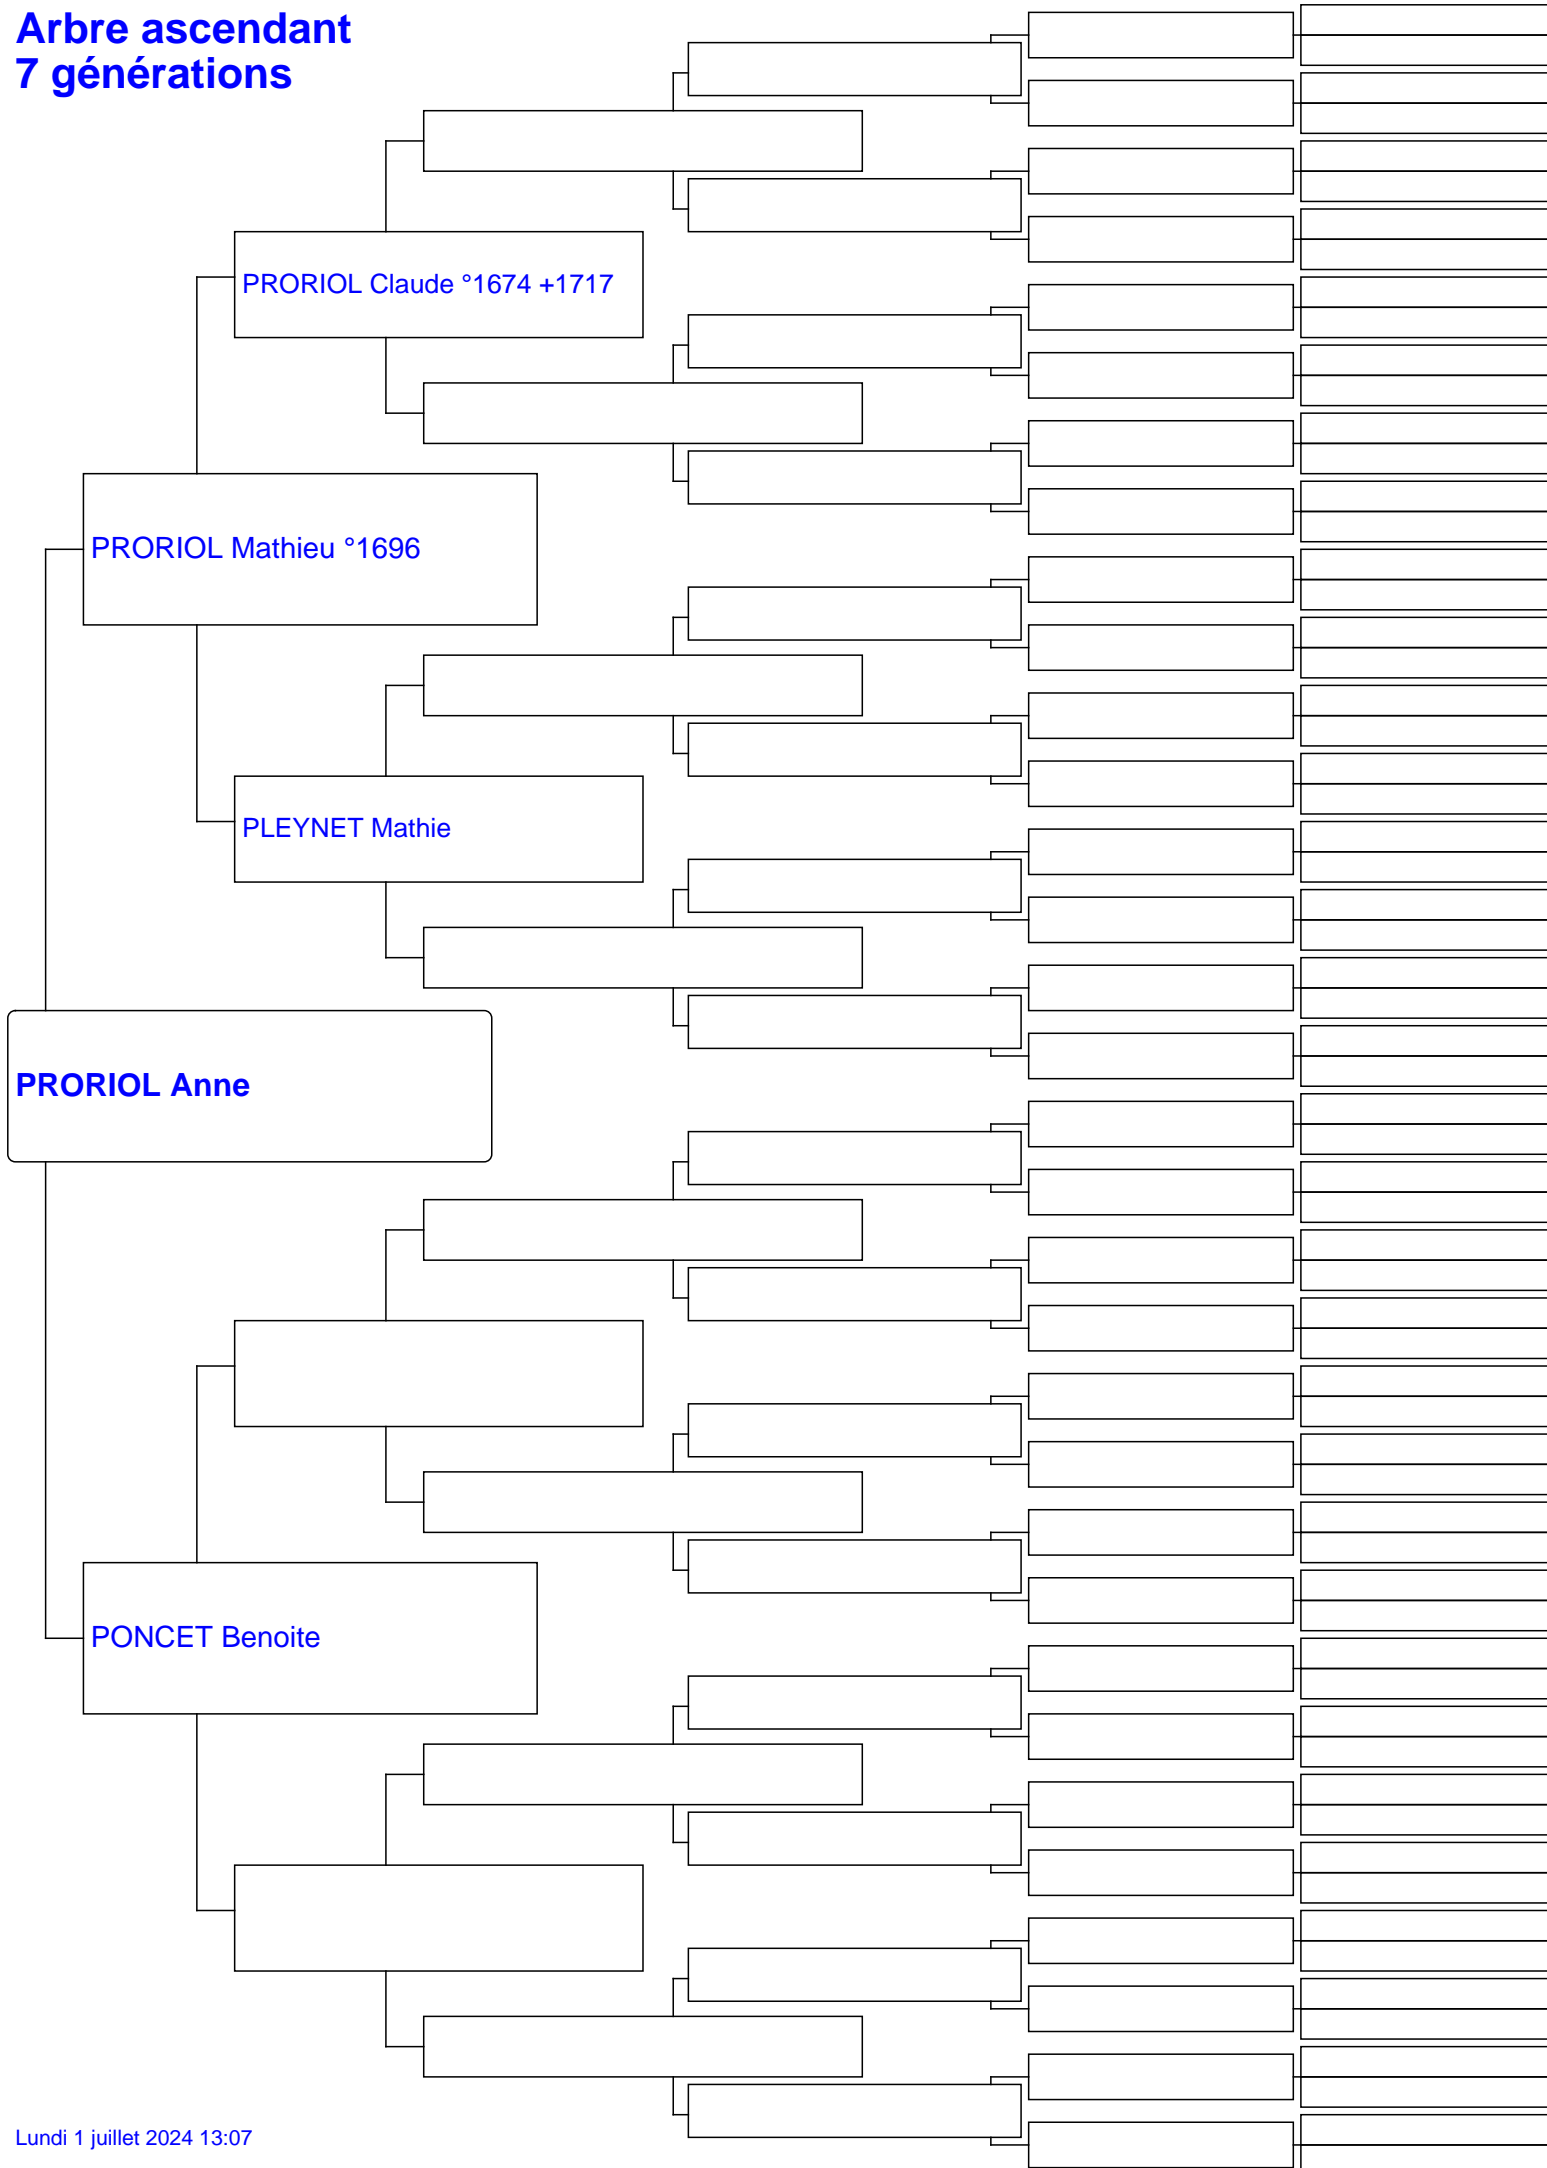 Arbre ascendant
7 générations
PRORIOL Claude °1674 +1717
PRORIOL Mathieu °1696
PLEYNET Mathie
PRORIOL Anne
PONCET Benoite
Lundi 1 juillet 2024 13:07